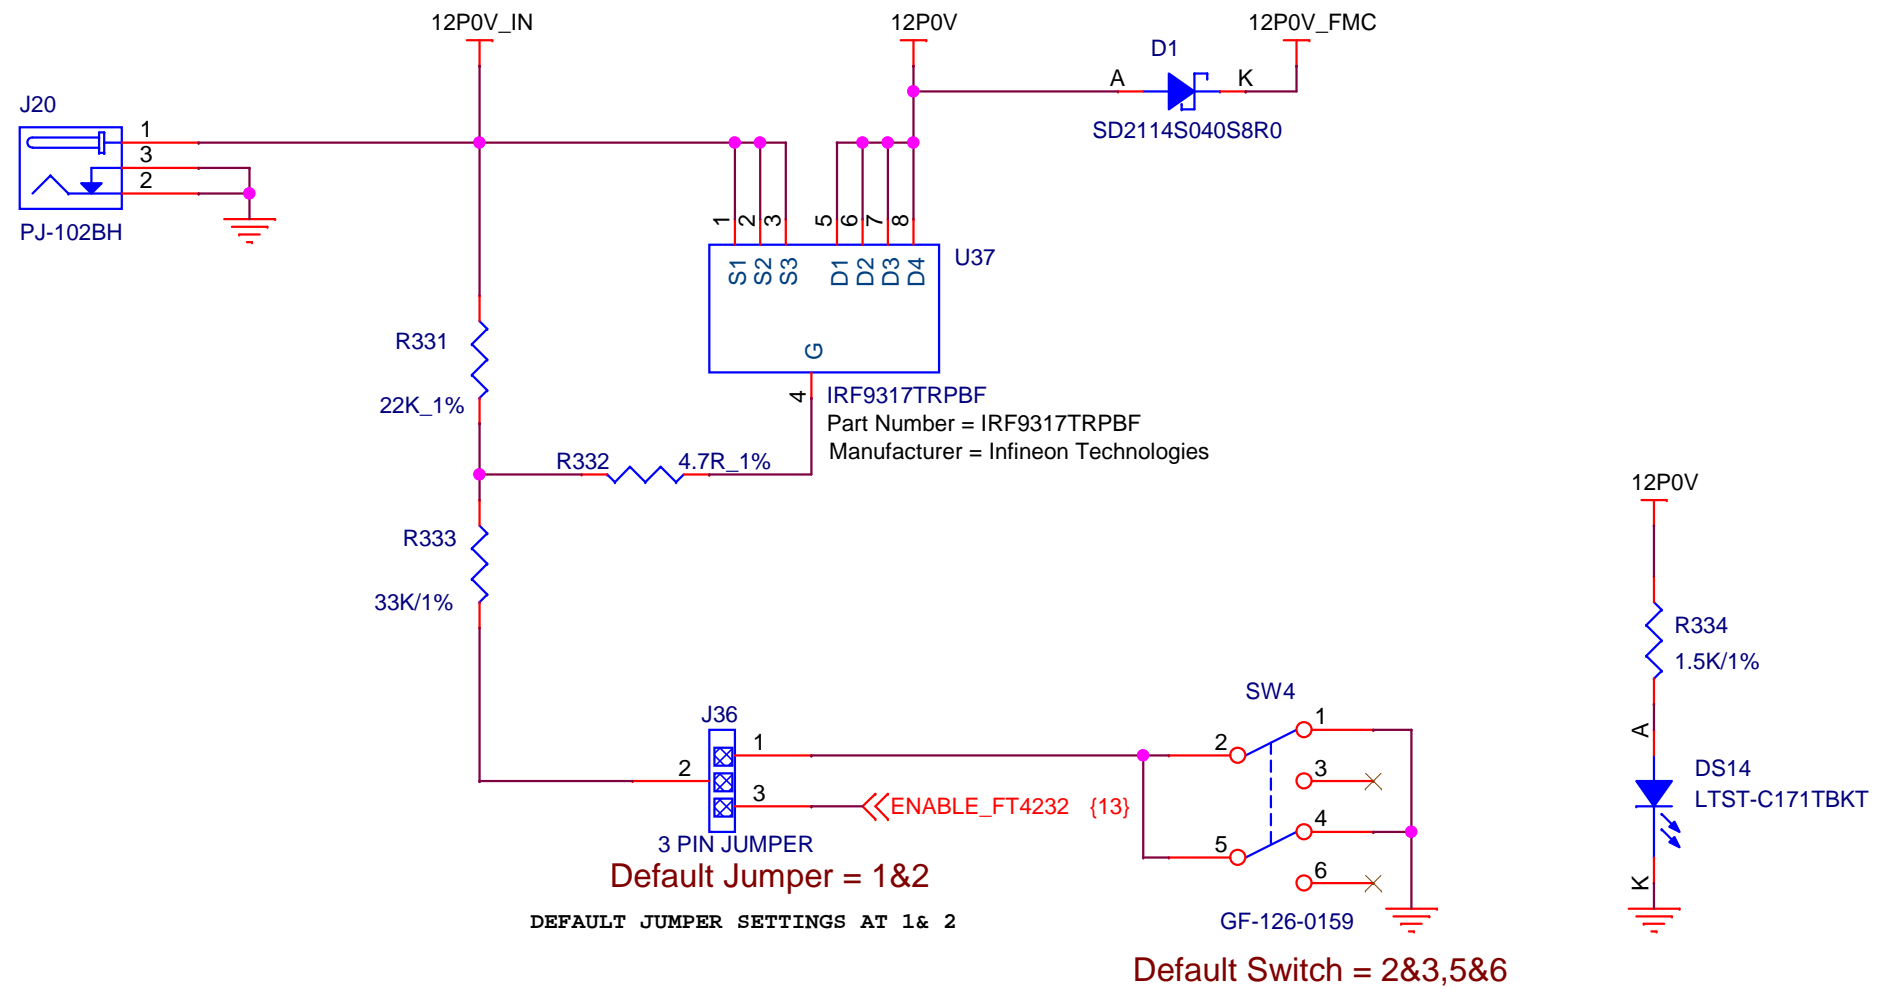 12P0V_IN
12P0V
12P0V_FMC
D1
A
K
SD2114S040S8R0
J20
1
3
2
PJ-102BH
1
2
3
5
6
7
8
S1
S2
S3
D1
D2
D3
D4
G
U37
4
IRF9317TRPBF
Part Number = IRF9317TRPBF
Manufacturer = Infineon Technologies
R331
22K_1%
R332
4.7R_1%
R333
33K/1%
12P0V
R334
1.5K/1%
A
DS14
LTST-C171TBKT
K
J36
1
2
3
ENABLE_FT4232 {13}
3 PIN JUMPER
Default Jumper = 1&2
DEFAULT JUMPER SETTINGS AT 1& 2
SW4
1
2
3
4
5
6
GF-126-0159
Default Switch = 2&3,5&6